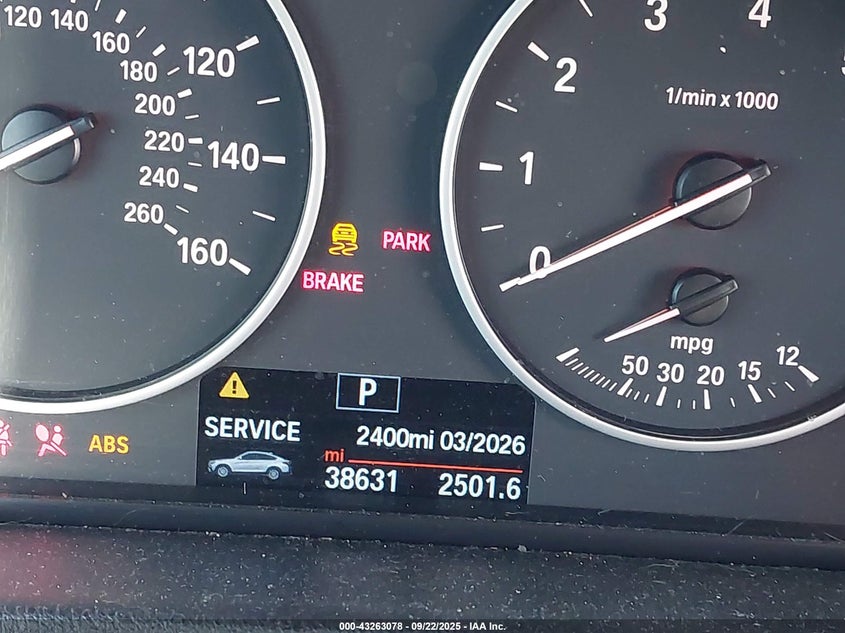 120 140
160
180
200
220
240
260
120
140
160
3
4
2
1
0
1/min x 1000
PARK
BRAKE
mpg
50 30 20 15 12
ABS
P
SERVICE
2400mi 03/2026
mi
38631 2501.6
000-43263078 - 09/22/2025 - IAA Inc.